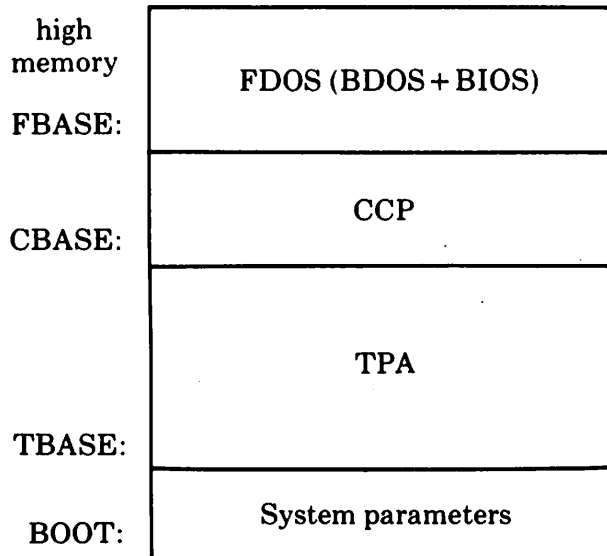 high
memory
FDOS (BDOS + BIOS)
FBASE:
CCP
CBASE:
TPA
TBASE:
System parameters
BOOT: